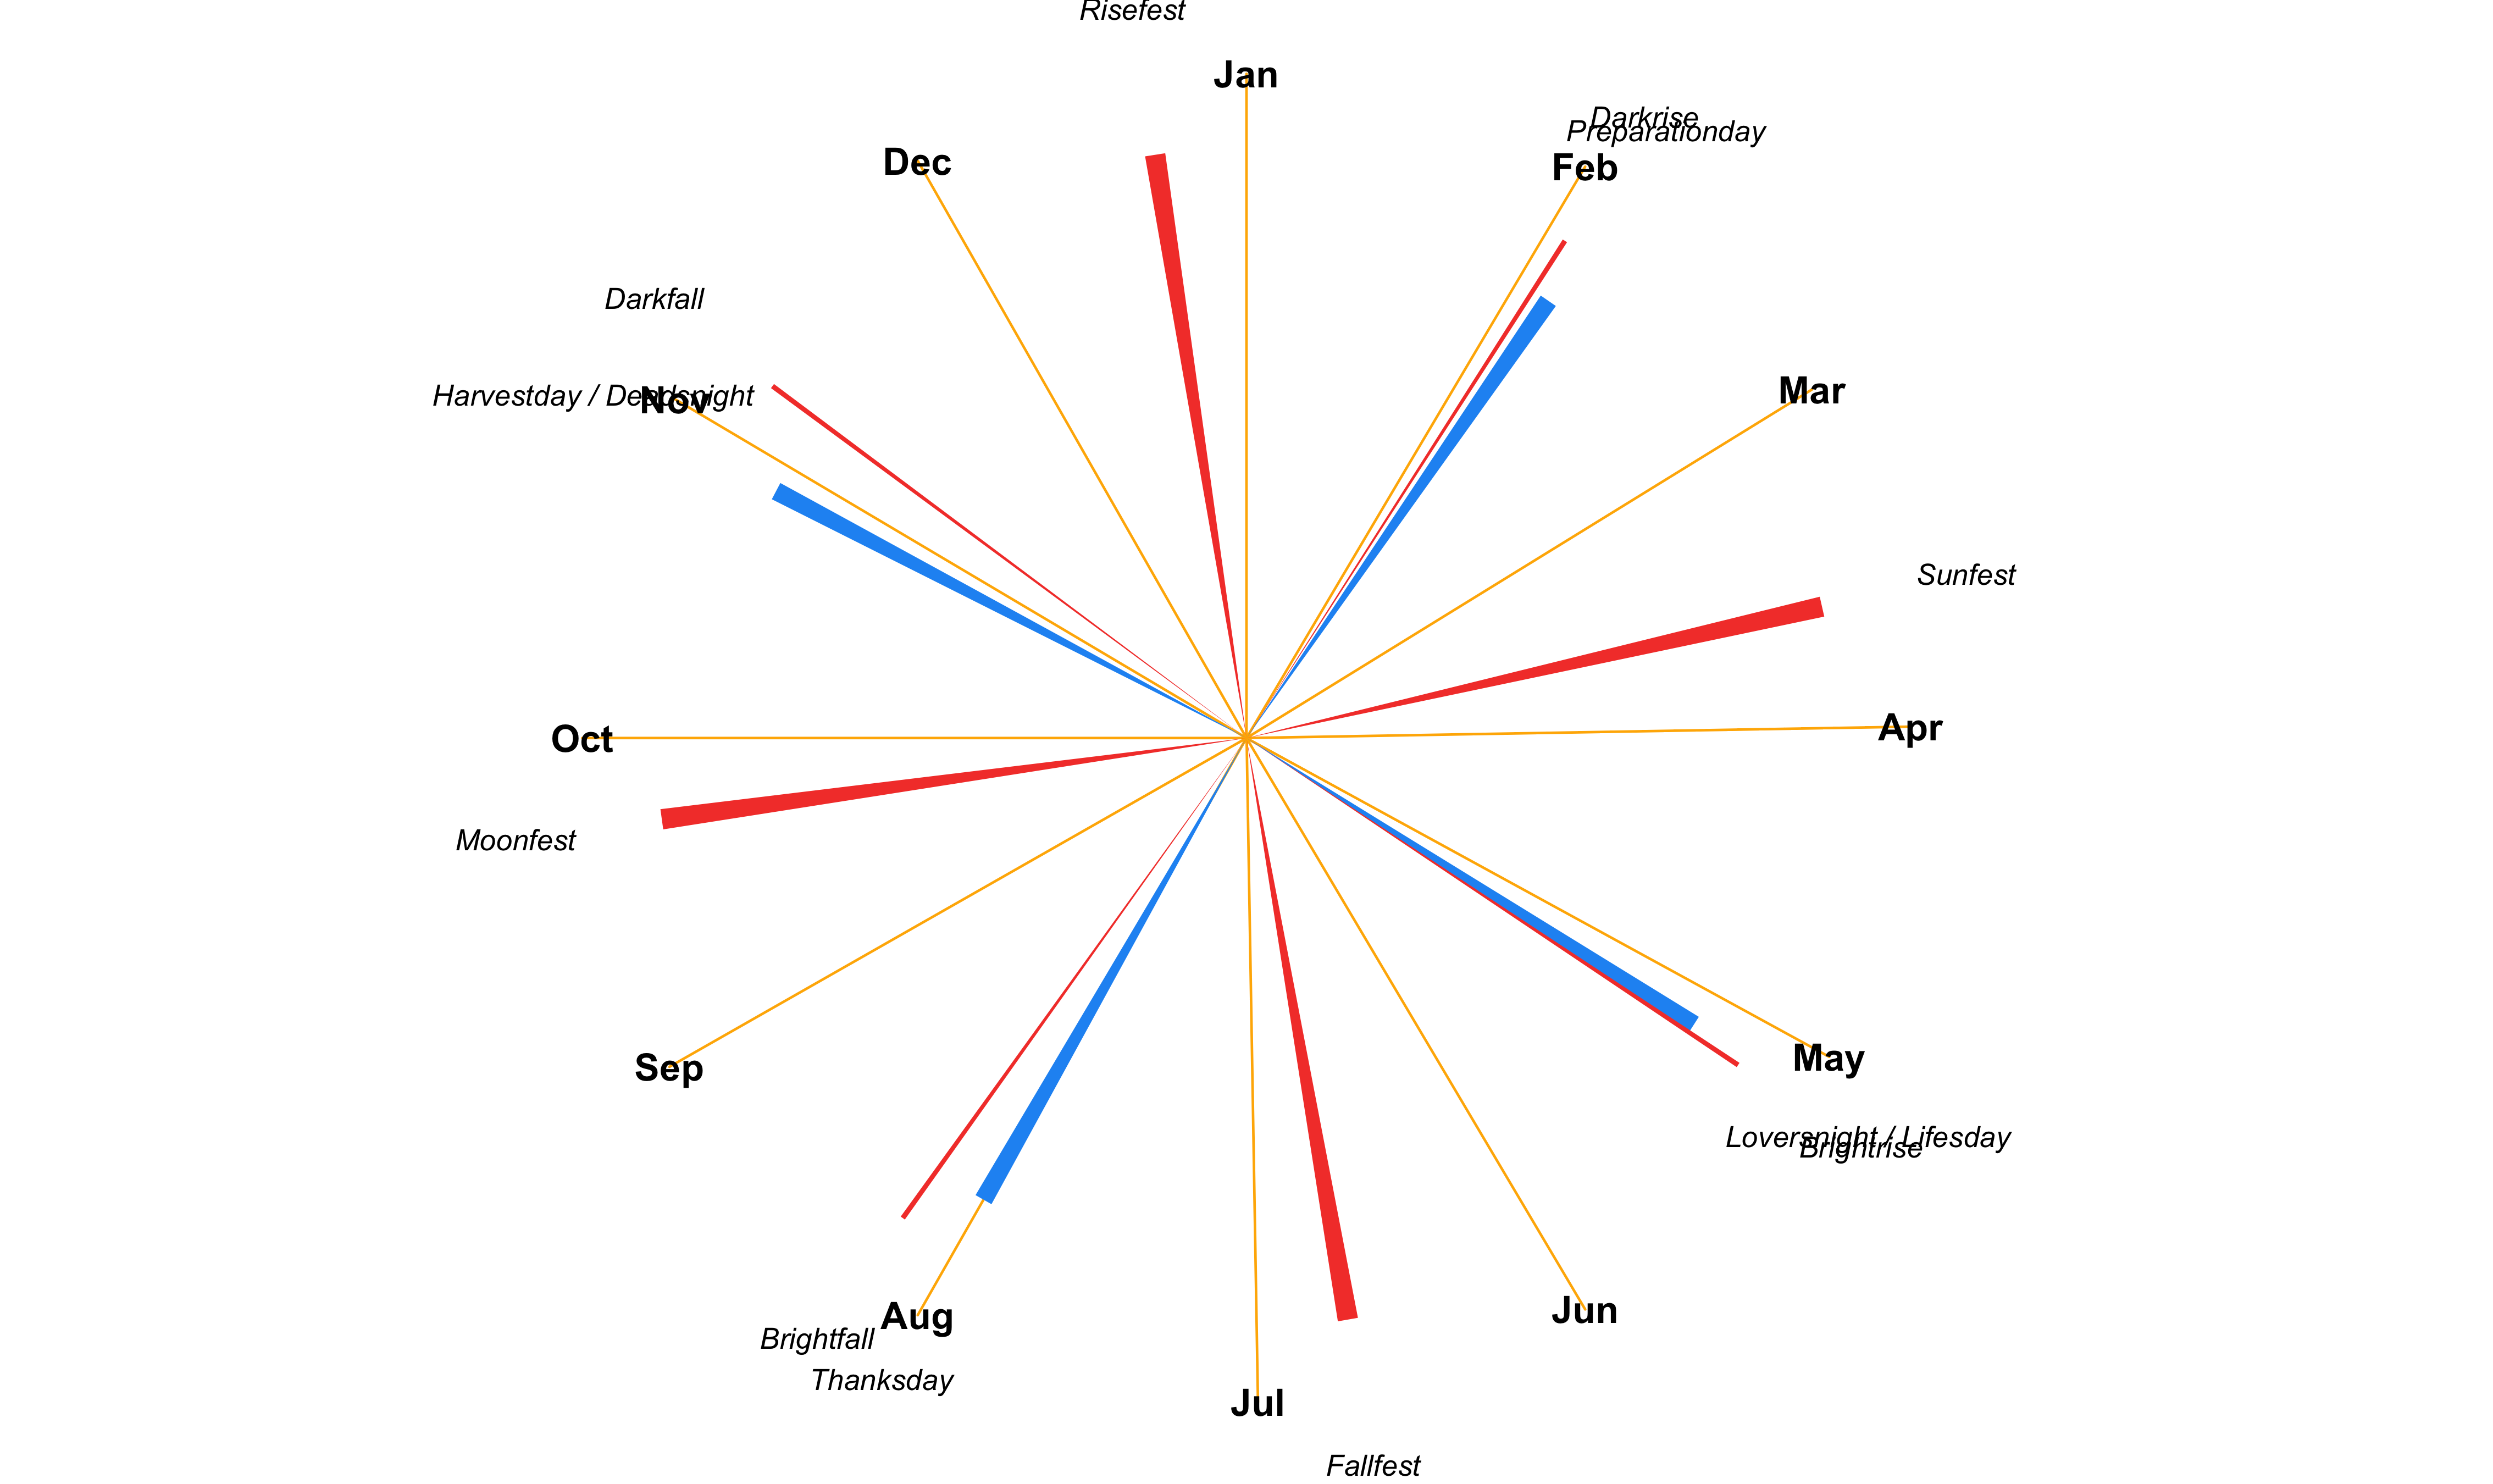 Risefest
Jan
Darkrise
Preparationday
Dec
Feb
Darkfall
Mar
Harvestday / Deadsnight
Nov
Sunfest
Apr
Oct
Moonfest
May
Sep
Loversnight / Lifesday
Brightrise
Jun
Aug
Brightfall
Thanksday
Jul
Fallfest